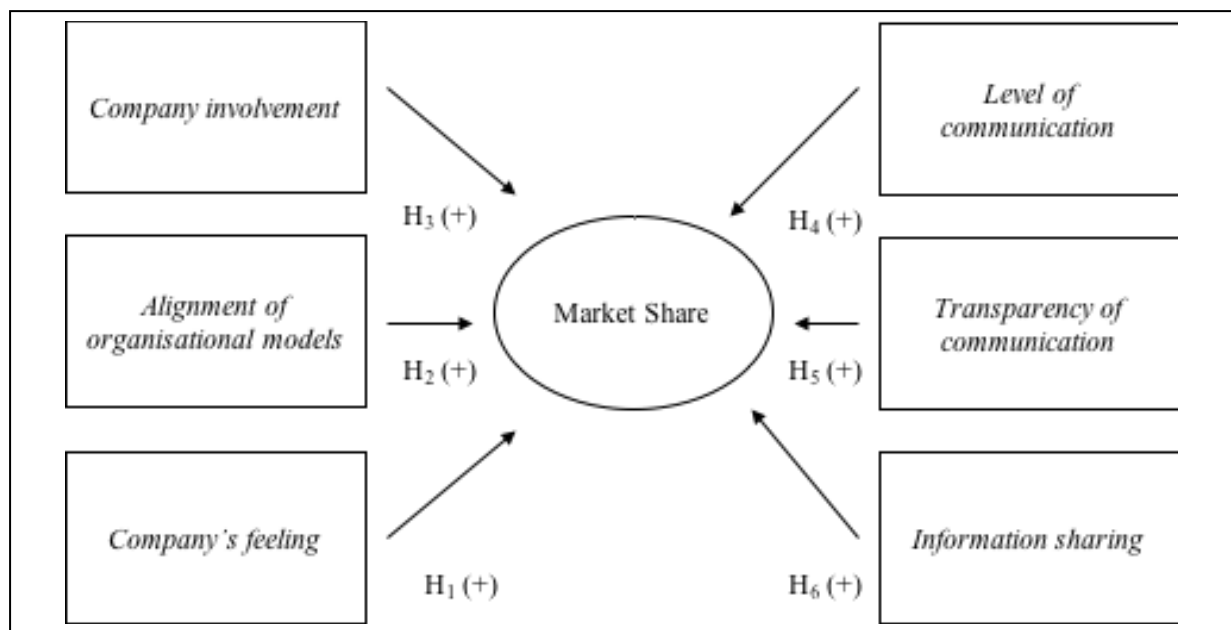 Company involvement
Level of
communication
H₃ (+)
H₄ (+)
Alignment of
organisational models
Market Share
Transparency of
communication
H₂ (+)
H₅ (+)
Company´s feeling
Information sharing
H₁ (+)
H₆ (+)